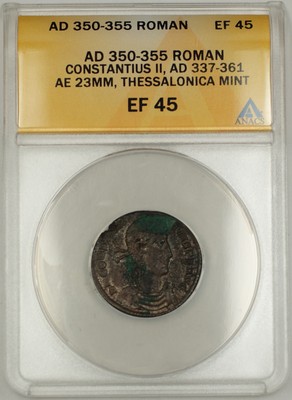 AD 350-355 ROMAN EF 45
AD 350-355 ROMAN
CONSTANTIUS II, AD 337-361
AE 23MM, THESSALONICA MINT
EF 45
ANACS